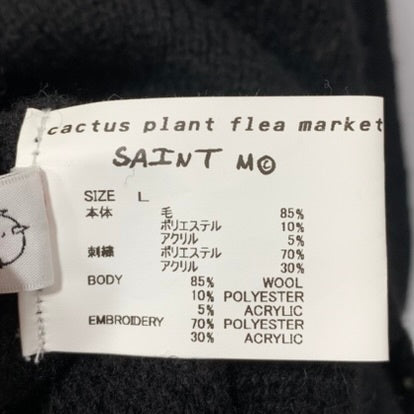 cactus plant flea market
SAINT M©
SIZE L
本体 毛 85%
ポリエステル 10%
アクリル 5%
刺繍 ポリエステル 70%
アクリル 30%
BODY 85% WOOL
10% POLYESTER
5% ACRYLIC
EMBROIDERY 70% POLYESTER
30% ACRYLIC